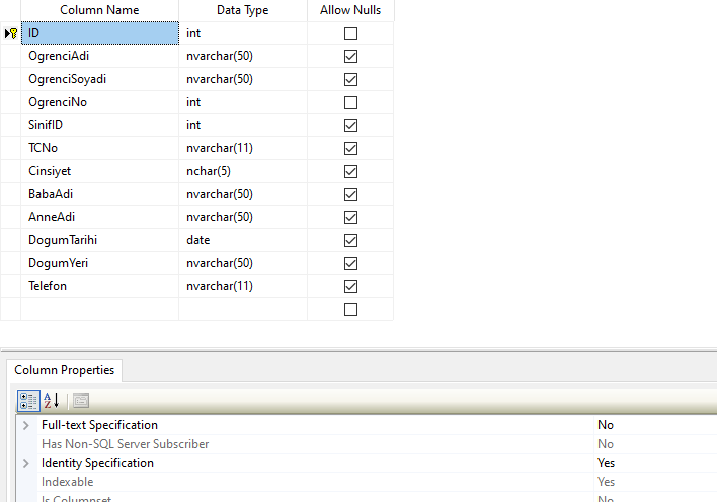 Column Name Data Type Allow Nulls
ID int
OgrenciAdi nvarchar(50)
OgrenciSoyadi nvarchar(50)
OgrenciNo int
SinifID int
TCNo nvarchar(11)
Cinsiyet nchar(5)
BabaAdi nvarchar(50)
AnneAdi nvarchar(50)
DogumTarihi date
DogumYeri nvarchar(50)
Telefon nvarchar(11)
Column Properties
Full-text Specification No
Has Non-SQL Server Subscriber No
Identity Specification Yes
Indexable Yes
Is Columnset No